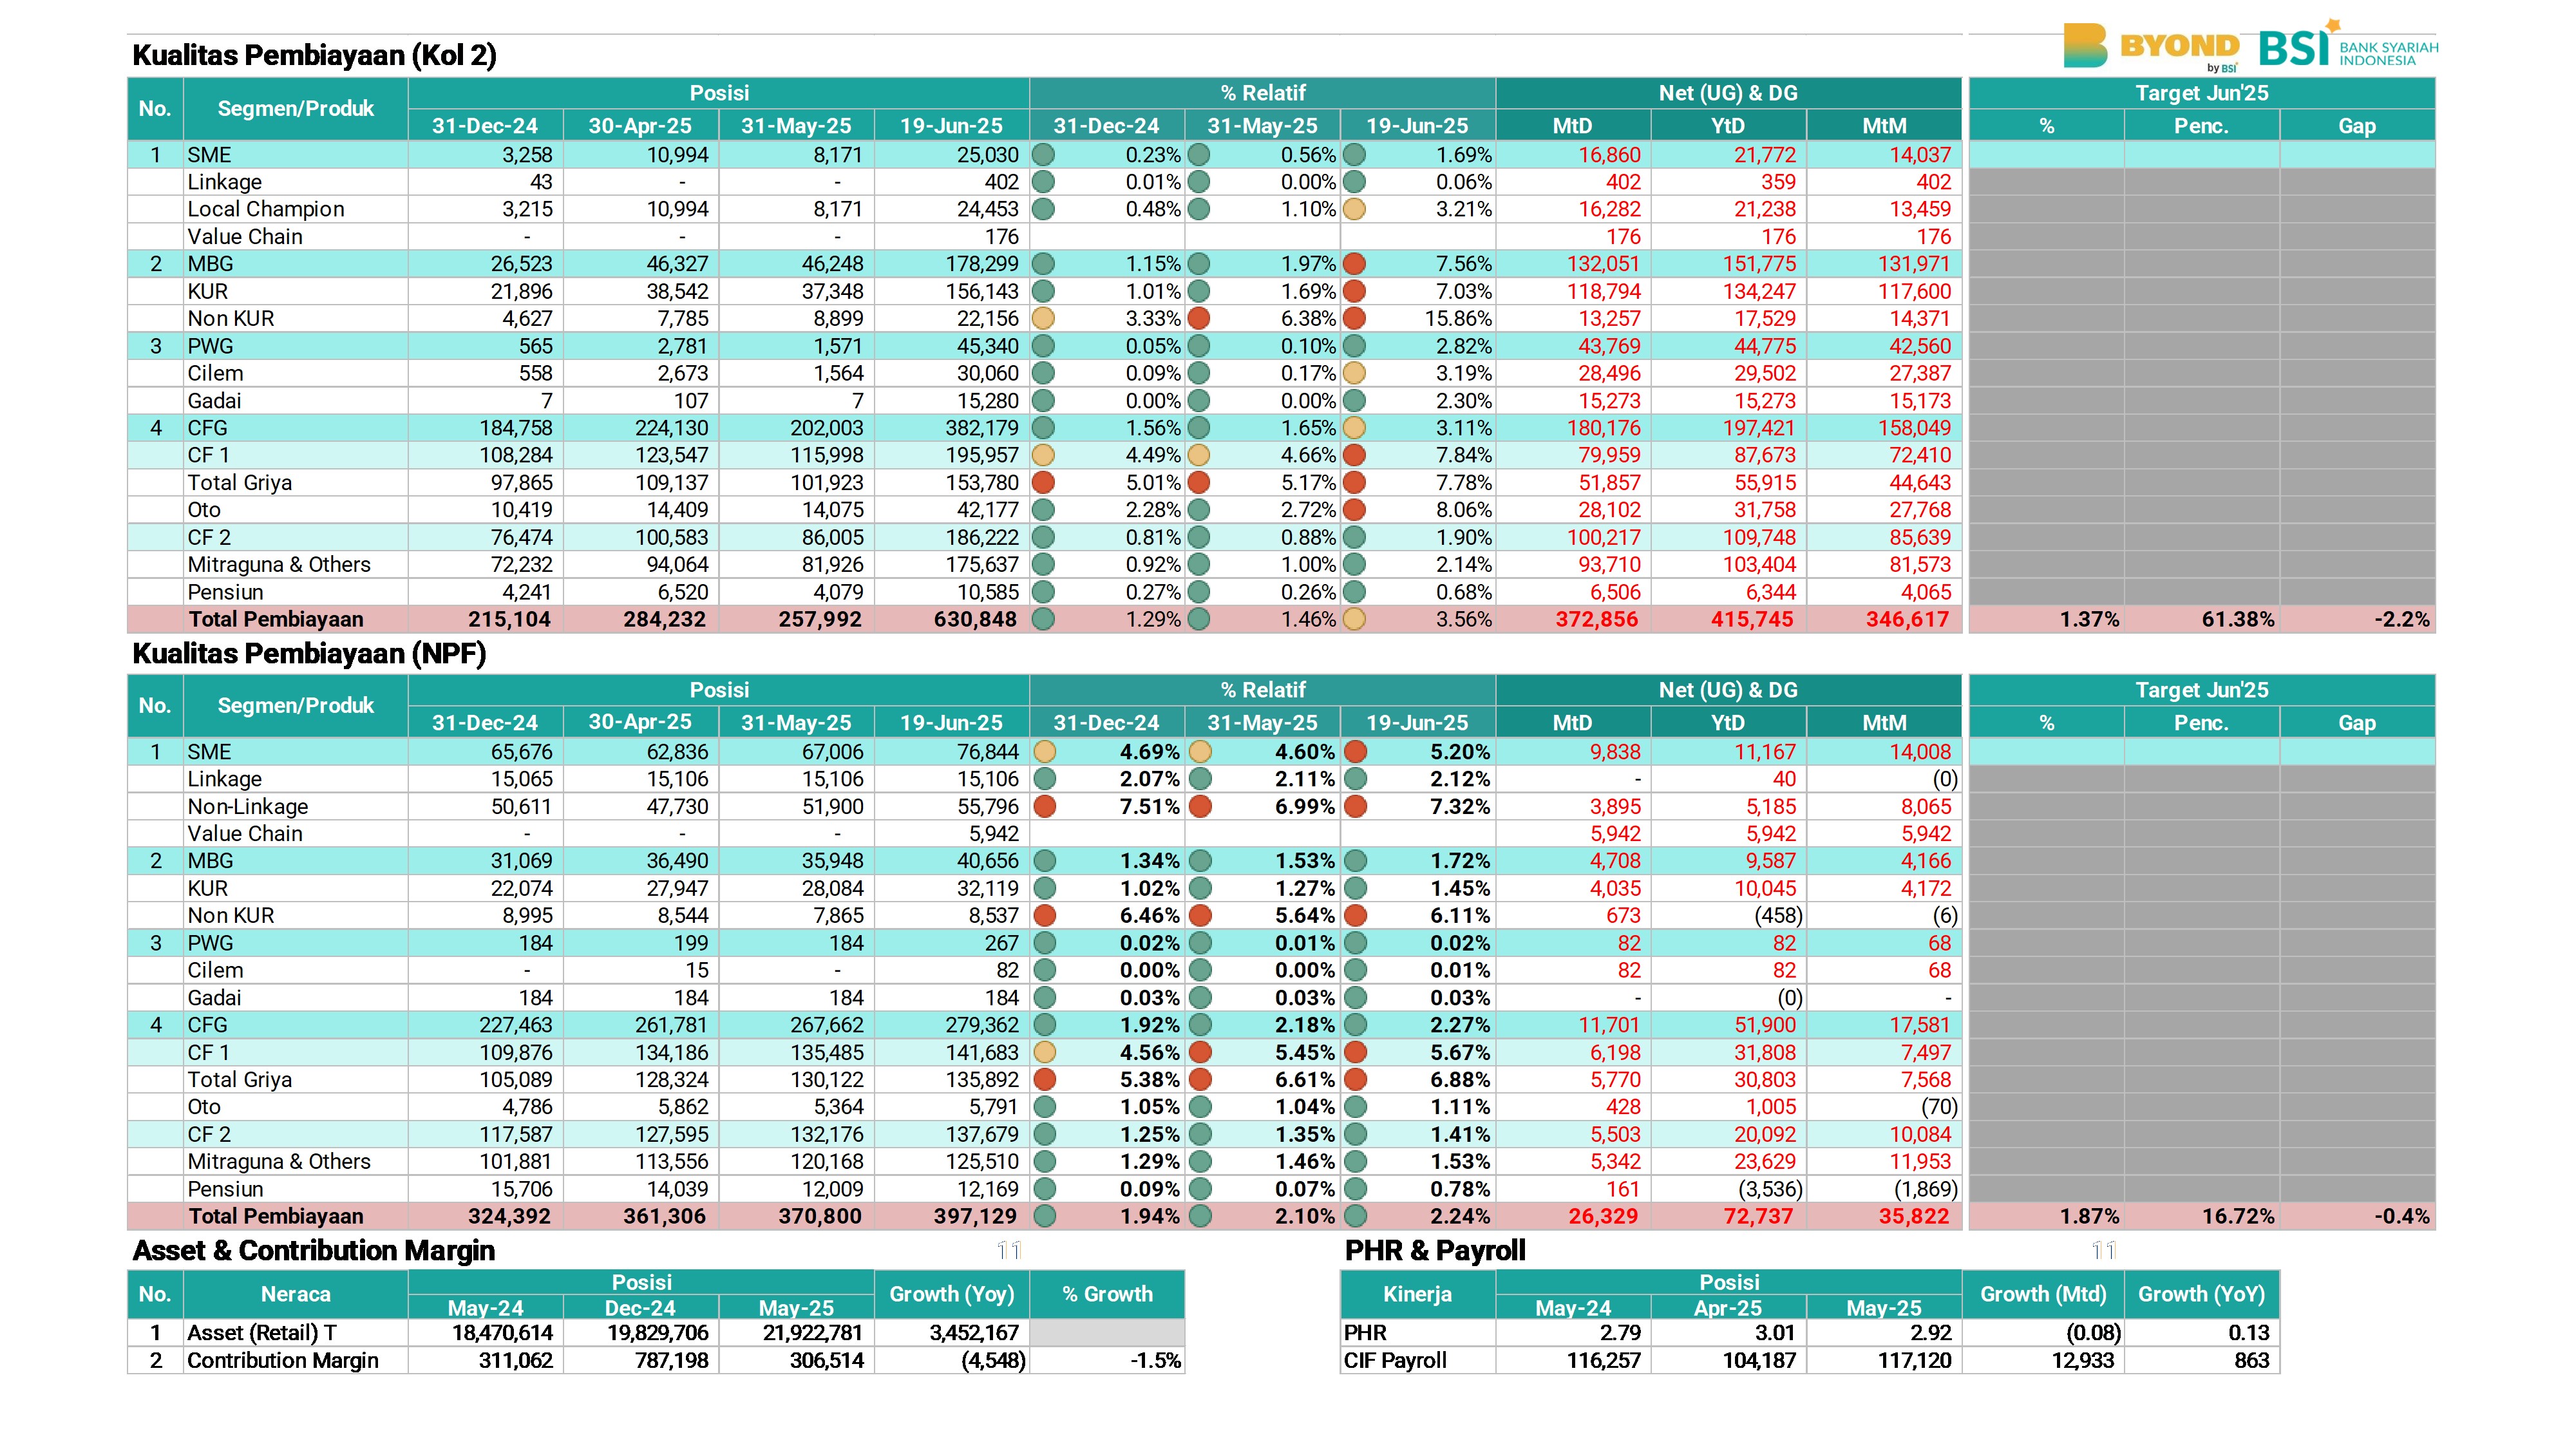 BYOND
by BSI
BSI BANK SYARIAH
INDONESIA
Kualitas Pembiayaan (Kol 2)
No. Segmen/Produk Posisi % Relatif Net (UG) & DG Target Jun'25
31-Dec-24 30-Apr-25 31-May-25 19-Jun-25 31-Dec-24 31-May-25 19-Jun-25 MtD YtD MtM % Penc. Gap
1 SME 3,258 10,994 8,171 25,030 0.23% 0.56% 1.69% 16,860 21,772 14,037
Linkage 43 - - 402 0.01% 0.00% 0.06% 402 359 402
Local Champion 3,215 10,994 8,171 24,453 0.48% 1.10% 3.21% 16,282 21,238 13,459
Value Chain - - - 176 176 176 176
2 MBG 26,523 46,327 46,248 178,299 1.15% 1.97% 7.56% 132,051 151,775 131,971
KUR 21,896 38,542 37,348 156,143 1.01% 1.69% 7.03% 118,794 134,247 117,600
Non KUR 4,627 7,785 8,899 22,156 3.33% 6.38% 15.86% 13,257 17,529 14,371
3 PWG 565 2,781 1,571 45,340 0.05% 0.10% 2.82% 43,769 44,775 42,560
Cilem 558 2,673 1,564 30,060 0.09% 0.17% 3.19% 28,496 29,502 27,387
Gadai 7 107 7 15,280 0.00% 0.00% 2.30% 15,273 15,273 15,173
4 CFG 184,758 224,130 202,003 382,179 1.56% 1.65% 3.11% 180,176 197,421 158,049
CF 1 108,284 123,547 115,998 195,957 4.49% 4.66% 7.84% 79,959 87,673 72,410
Total Griya 97,865 109,137 101,923 153,780 5.01% 5.17% 7.78% 51,857 55,915 44,643
Oto 10,419 14,409 14,075 42,177 2.28% 2.72% 8.06% 28,102 31,758 27,768
CF 2 76,474 100,583 86,005 186,222 0.81% 0.88% 1.90% 100,217 109,748 85,639
Mitraguna & Others 72,232 94,064 81,926 175,637 0.92% 1.00% 2.14% 93,710 103,404 81,573
Pensiun 4,241 6,520 4,079 10,585 0.27% 0.26% 0.68% 6,506 6,344 4,065
Total Pembiayaan 215,104 284,232 257,992 630,848 1.29% 1.46% 3.56% 372,856 415,745 346,617 1.37% 61.38% -2.2%
Kualitas Pembiayaan (NPF)
No. Segmen/Produk Posisi % Relatif Net (UG) & DG Target Jun'25
31-Dec-24 30-Apr-25 31-May-25 19-Jun-25 31-Dec-24 31-May-25 19-Jun-25 MtD YtD MtM % Penc. Gap
1 SME 65,676 62,836 67,006 76,844 4.69% 4.60% 5.20% 9,838 11,167 14,008
Linkage 15,065 15,106 15,106 15,106 2.07% 2.11% 2.12% - 40 (0)
Non-Linkage 50,611 47,730 51,900 55,796 7.51% 6.99% 7.32% 3,895 5,185 8,065
Value Chain - - - 5,942 5,942 5,942 5,942
2 MBG 31,069 36,490 35,948 40,656 1.34% 1.53% 1.72% 4,708 9,587 4,166
KUR 22,074 27,947 28,084 32,119 1.02% 1.27% 1.45% 4,035 10,045 4,172
Non KUR 8,995 8,544 7,865 8,537 6.46% 5.64% 6.11% 673 (458) (6)
3 PWG 184 199 184 267 0.02% 0.01% 0.02% 82 82 68
Cilem - 15 - 82 0.00% 0.00% 0.01% 82 82 68
Gadai 184 184 184 184 0.03% 0.03% 0.03% - (0) -
4 CFG 227,463 261,781 267,662 279,362 1.92% 2.18% 2.27% 11,701 51,900 17,581
CF 1 109,876 134,186 135,485 141,683 4.56% 5.45% 5.67% 6,198 31,808 7,497
Total Griya 105,089 128,324 130,122 135,892 5.38% 6.61% 6.88% 5,770 30,803 7,568
Oto 4,786 5,862 5,364 5,791 1.05% 1.04% 1.11% 428 1,005 (70)
CF 2 117,587 127,595 132,176 137,679 1.25% 1.35% 1.41% 5,503 20,092 10,084
Mitraguna & Others 101,881 113,556 120,168 125,510 1.29% 1.46% 1.53% 5,342 23,629 11,953
Pensiun 15,706 14,039 12,009 12,169 0.09% 0.07% 0.78% 161 (3,536) (1,869)
Total Pembiayaan 324,392 361,306 370,800 397,129 1.94% 2.10% 2.24% 26,329 72,737 35,822 1.87% 16.72% -0.4%
Asset & Contribution Margin 11
No. Neraca Posisi Growth (Yoy) % Growth
May-24 Dec-24 May-25
1 Asset (Retail) T 18,470,614 19,829,706 21,922,781 3,452,167
2 Contribution Margin 311,062 787,198 306,514 (4,548) -1.5%
PHR & Payroll 11
Kinerja Posisi Growth (Mtd) Growth (YoY)
May-24 Apr-25 May-25
PHR 2.79 3.01 2.92 (0.08) 0.13
CIF Payroll 116,257 104,187 117,120 12,933 863